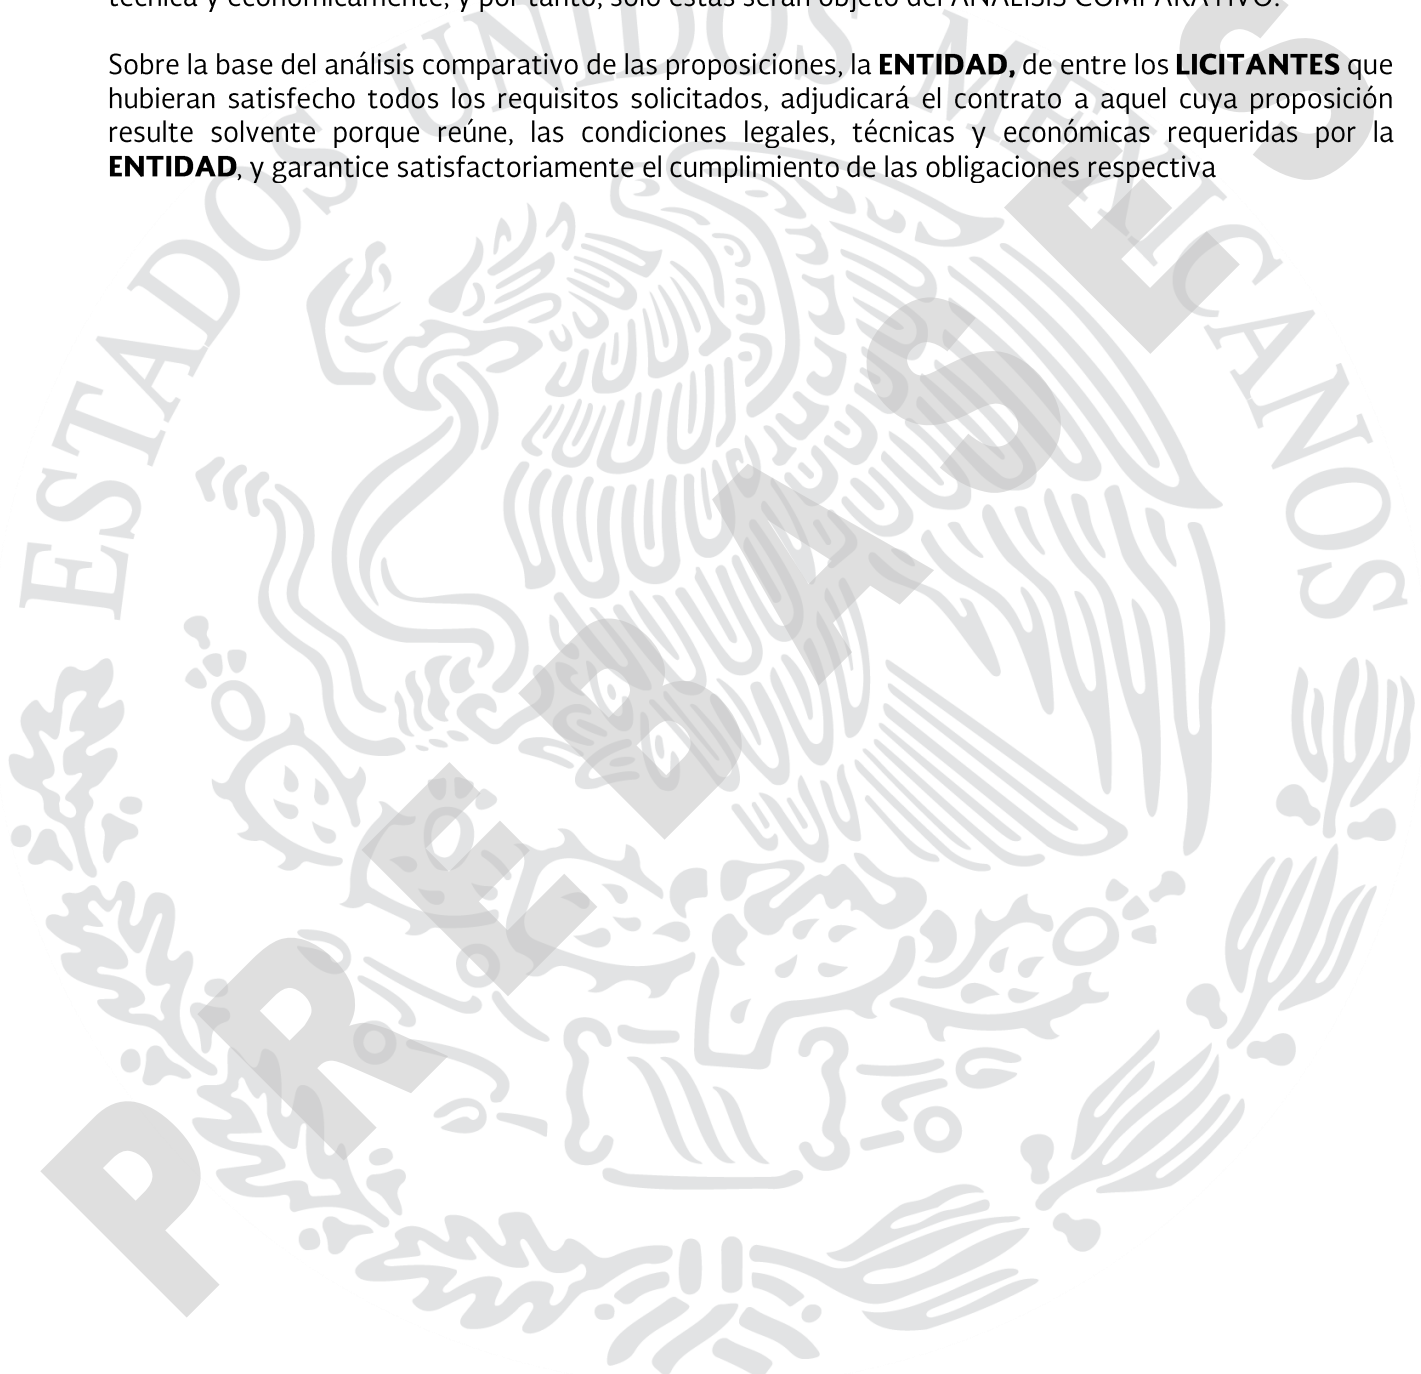 técnica y económicamente, y por tanto, sólo éstas serán objeto del ANÁLISIS COMPARATIVO.
Sobre la base del análisis comparativo de las proposiciones, la ENTIDAD, de entre los LICITANTES que
hubieran satisfecho todos los requisitos solicitados, adjudicará el contrato a aquel cuya proposición
resulte solvente porque reúne, las condiciones legales, técnicas y económicas requeridas por la
ENTIDAD, y garantice satisfactoriamente el cumplimiento de las obligaciones respectiva
ESTADOS UNIDOS MEXICANOS
PREBASES